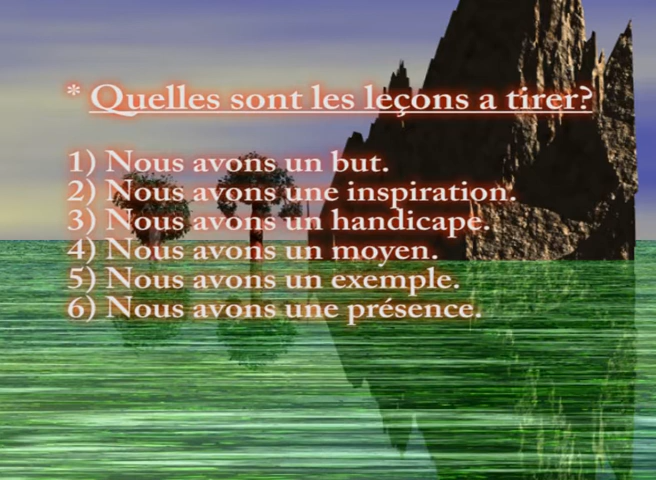 * Quelles sont les leçons a tirer?
1) Nous avons un but.
2) Nous avons une inspiration.
3) Nous avons un handicape.
4) Nous avons un moyen.
5) Nous avons un exemple.
6) Nous avons une présence.